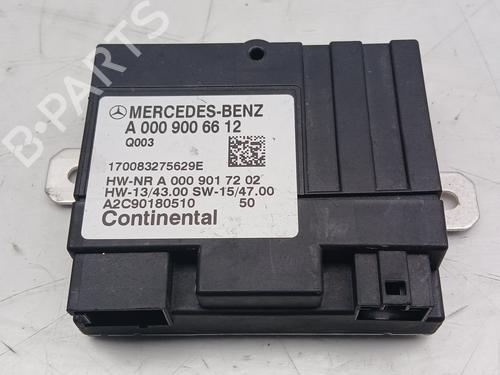 B-PARTS
MERCEDES-BENZ
A 000 900 66 12
Q003
170083275629E
HW-NR A 000 901 72 02
HW-13/43.00 SW-15/47.00
A2C90180510 50
Continental